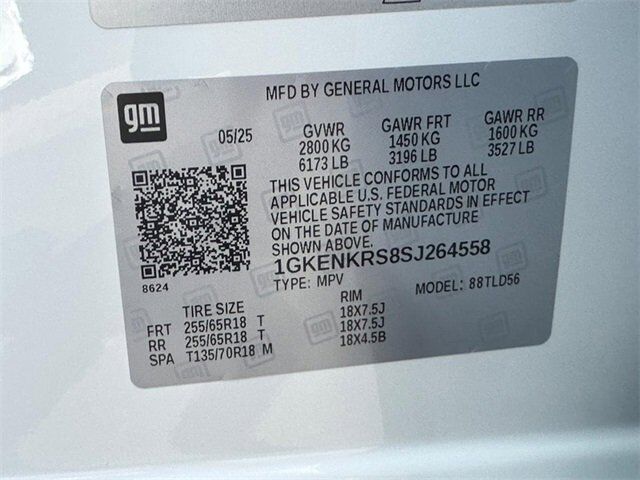 MFD BY GENERAL MOTORS LLC
gm
05/25 GVWR GAWR FRT GAWR RR
2800 KG 1450 KG 1600 KG
6173 LB 3196 LB 3527 LB
THIS VEHICLE CONFORMS TO ALL
APPLICABLE U.S. FEDERAL MOTOR
VEHICLE SAFETY STANDARDS IN EFFECT
ON THE DATE OF MANUFACTURE
SHOWN ABOVE.
1GKENKRS8SJ264558
8624 TYPE: MPV MODEL: 88TLD56
TIRE SIZE RIM
FRT 255/65R18 T 18X7.5J
RR 255/65R18 T 18X7.5J
SPA T135/70R18 M 18X4.5B